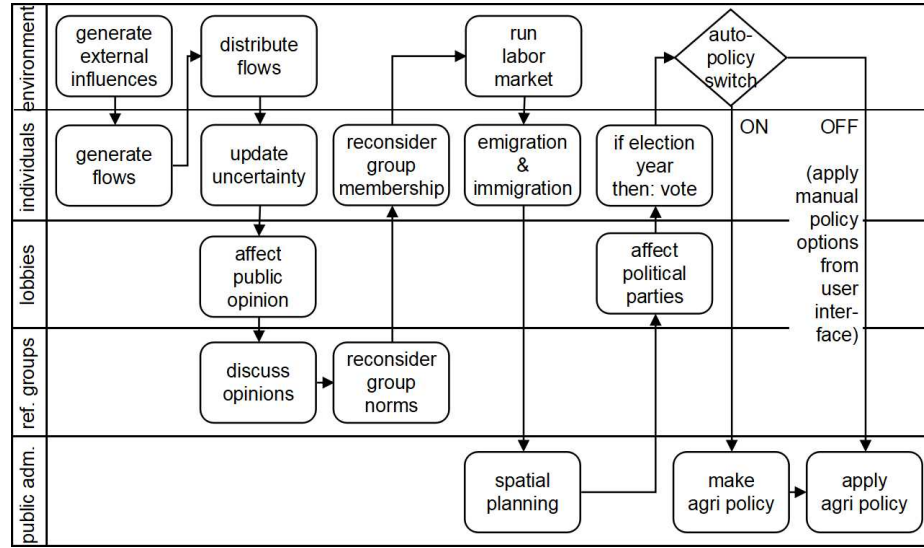 environment
generate
external
influences
distribute
flows
run
labor
market
auto-
policy
switch
individuals
generate
flows
update
uncertainty
reconsider
group
membership
emigration
&
immigration
if election
year
then: vote
ON
OFF
(apply
manual
policy
options
from
user
inter-
face)
lobbies
affect
public
opinion
affect
political
parties
ref. groups
discuss
opinions
reconsider
group
norms
public adm.
spatial
planning
make
agri policy
apply
agri policy